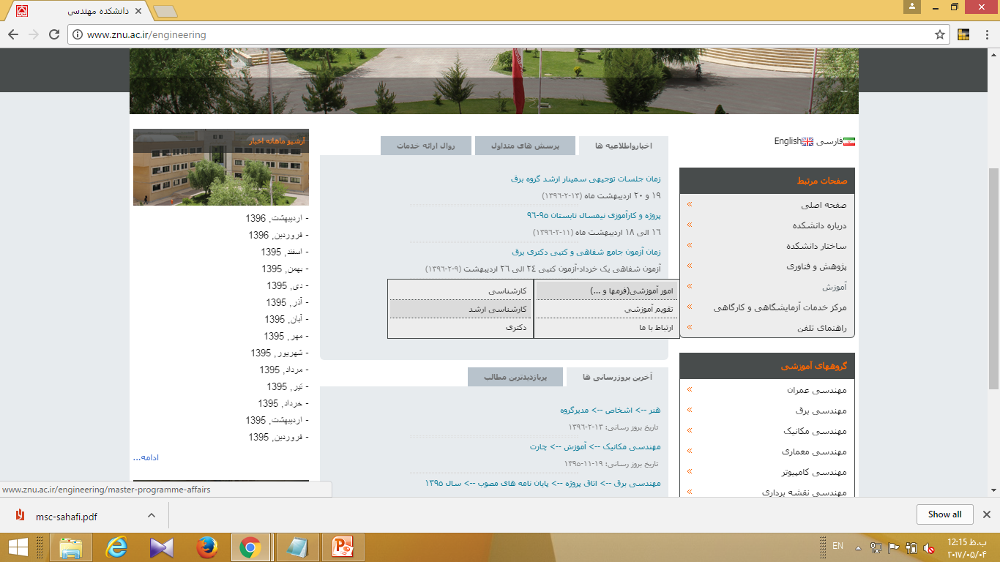 دانشکده مهندسی
www.znu.ac.ir/engineering
فارسی English
صفحات مرتبط
صفحه اصلی
درباره دانشکده
ساختار دانشکده
پژوهش و فناوری
آموزش
مرکز خدمات آزمایشگاهی و کارگاهی
راهنمای تلفن
گروههای آموزشی
مهندسی عمران
مهندسی برق
مهندسی مکانیک
مهندسی معماری
مهندسی کامپیوتر
مهندسی نقشه برداری
اخبارواطلاعیه ها
پرسش های متداول
روال ارائه خدمات
زمان جلسات توجیهی سمینار ارشد گروه برق
۱۹ و ۲۰ اردیبهشت ماه (۱۳-۲-۱۳۹۶)
پروژه و کارآموزی نیمسال تابستان ۹۵-۹۶
۱۶ الی ۱۸ اردیبهشت ماه (۱۱-۲-۱۳۹۶)
زمان آزمون جامع شفاهی و کتبی دکتری برق
آزمون شفاهی یک خرداد-آزمون کتبی ۲۴ الی ۲۶ اردیبهشت (۹-۲-۱۳۹۶)
امور آموزشی(فرمها و ...)
تقویم آموزشی
ارتباط با ما
کارشناسی
کارشناسی ارشد
دکتری
آخرین بروزرسانی ها
پربازدیدترین مطالب
هنر --> اشخاص --> مدیرگروه
تاریخ بروز رسانی: ۱۳-۲-۱۳۹۶
مهندسی مکانیک --> آموزش --> چارت
تاریخ بروز رسانی: ۱۹-۱۱-۱۳۹۵
مهندسی برق --> اتاق پروژه --> پایان نامه های مصوب --> سال ۱۳۹۵
آرشیو ماهانه اخبار
- اردیبهشت, 1396
- فروردین, 1396
- اسفند, 1395
- بهمن, 1395
- دی, 1395
- آذر, 1395
- آبان, 1395
- مهر, 1395
- شهریور, 1395
- مرداد, 1395
- تیر, 1395
- خرداد, 1395
- اردیبهشت, 1395
- فروردین, 1395
ادامه...
www.znu.ac.ir/engineering/master-programme-affairs
msc-sahafi.pdf
Show all
EN
12:15 ب.ظ
۲۰۱۷/۰۵/۰۴